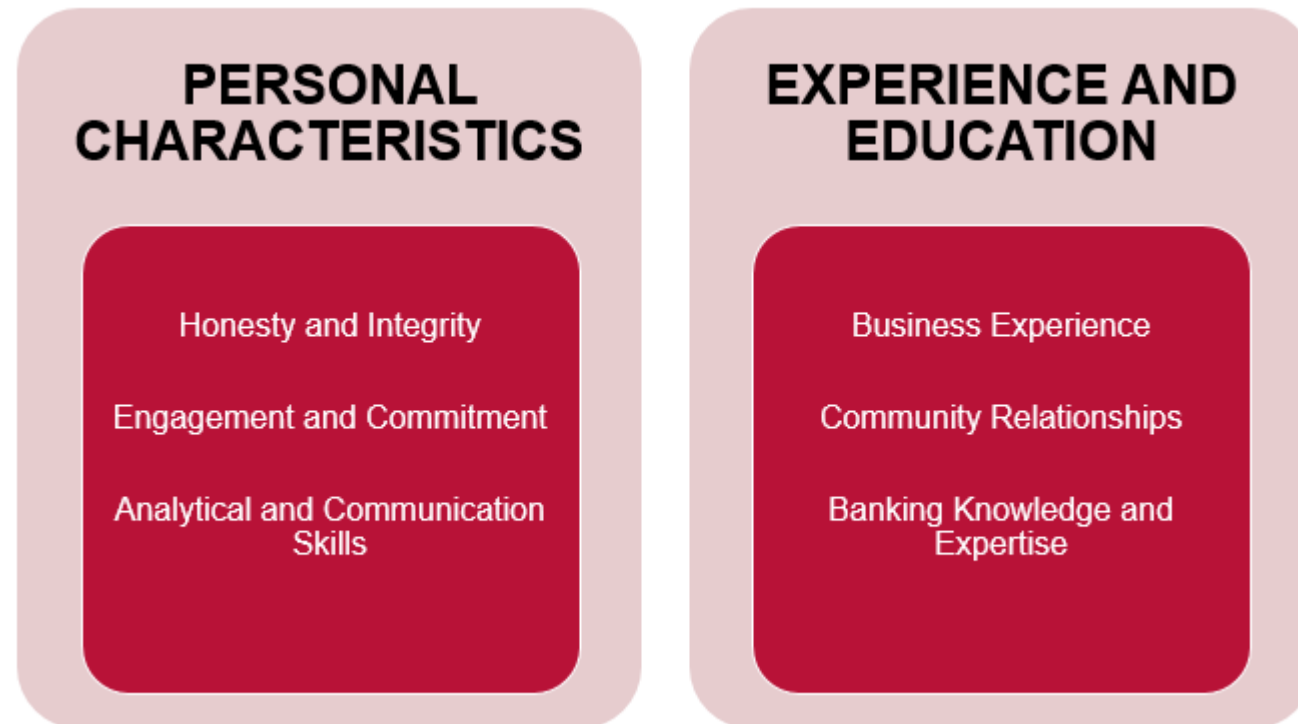 PERSONAL
CHARACTERISTICS
Honesty and Integrity
Engagement and Commitment
Analytical and Communication
Skills
EXPERIENCE AND
EDUCATION
Business Experience
Community Relationships
Banking Knowledge and
Expertise